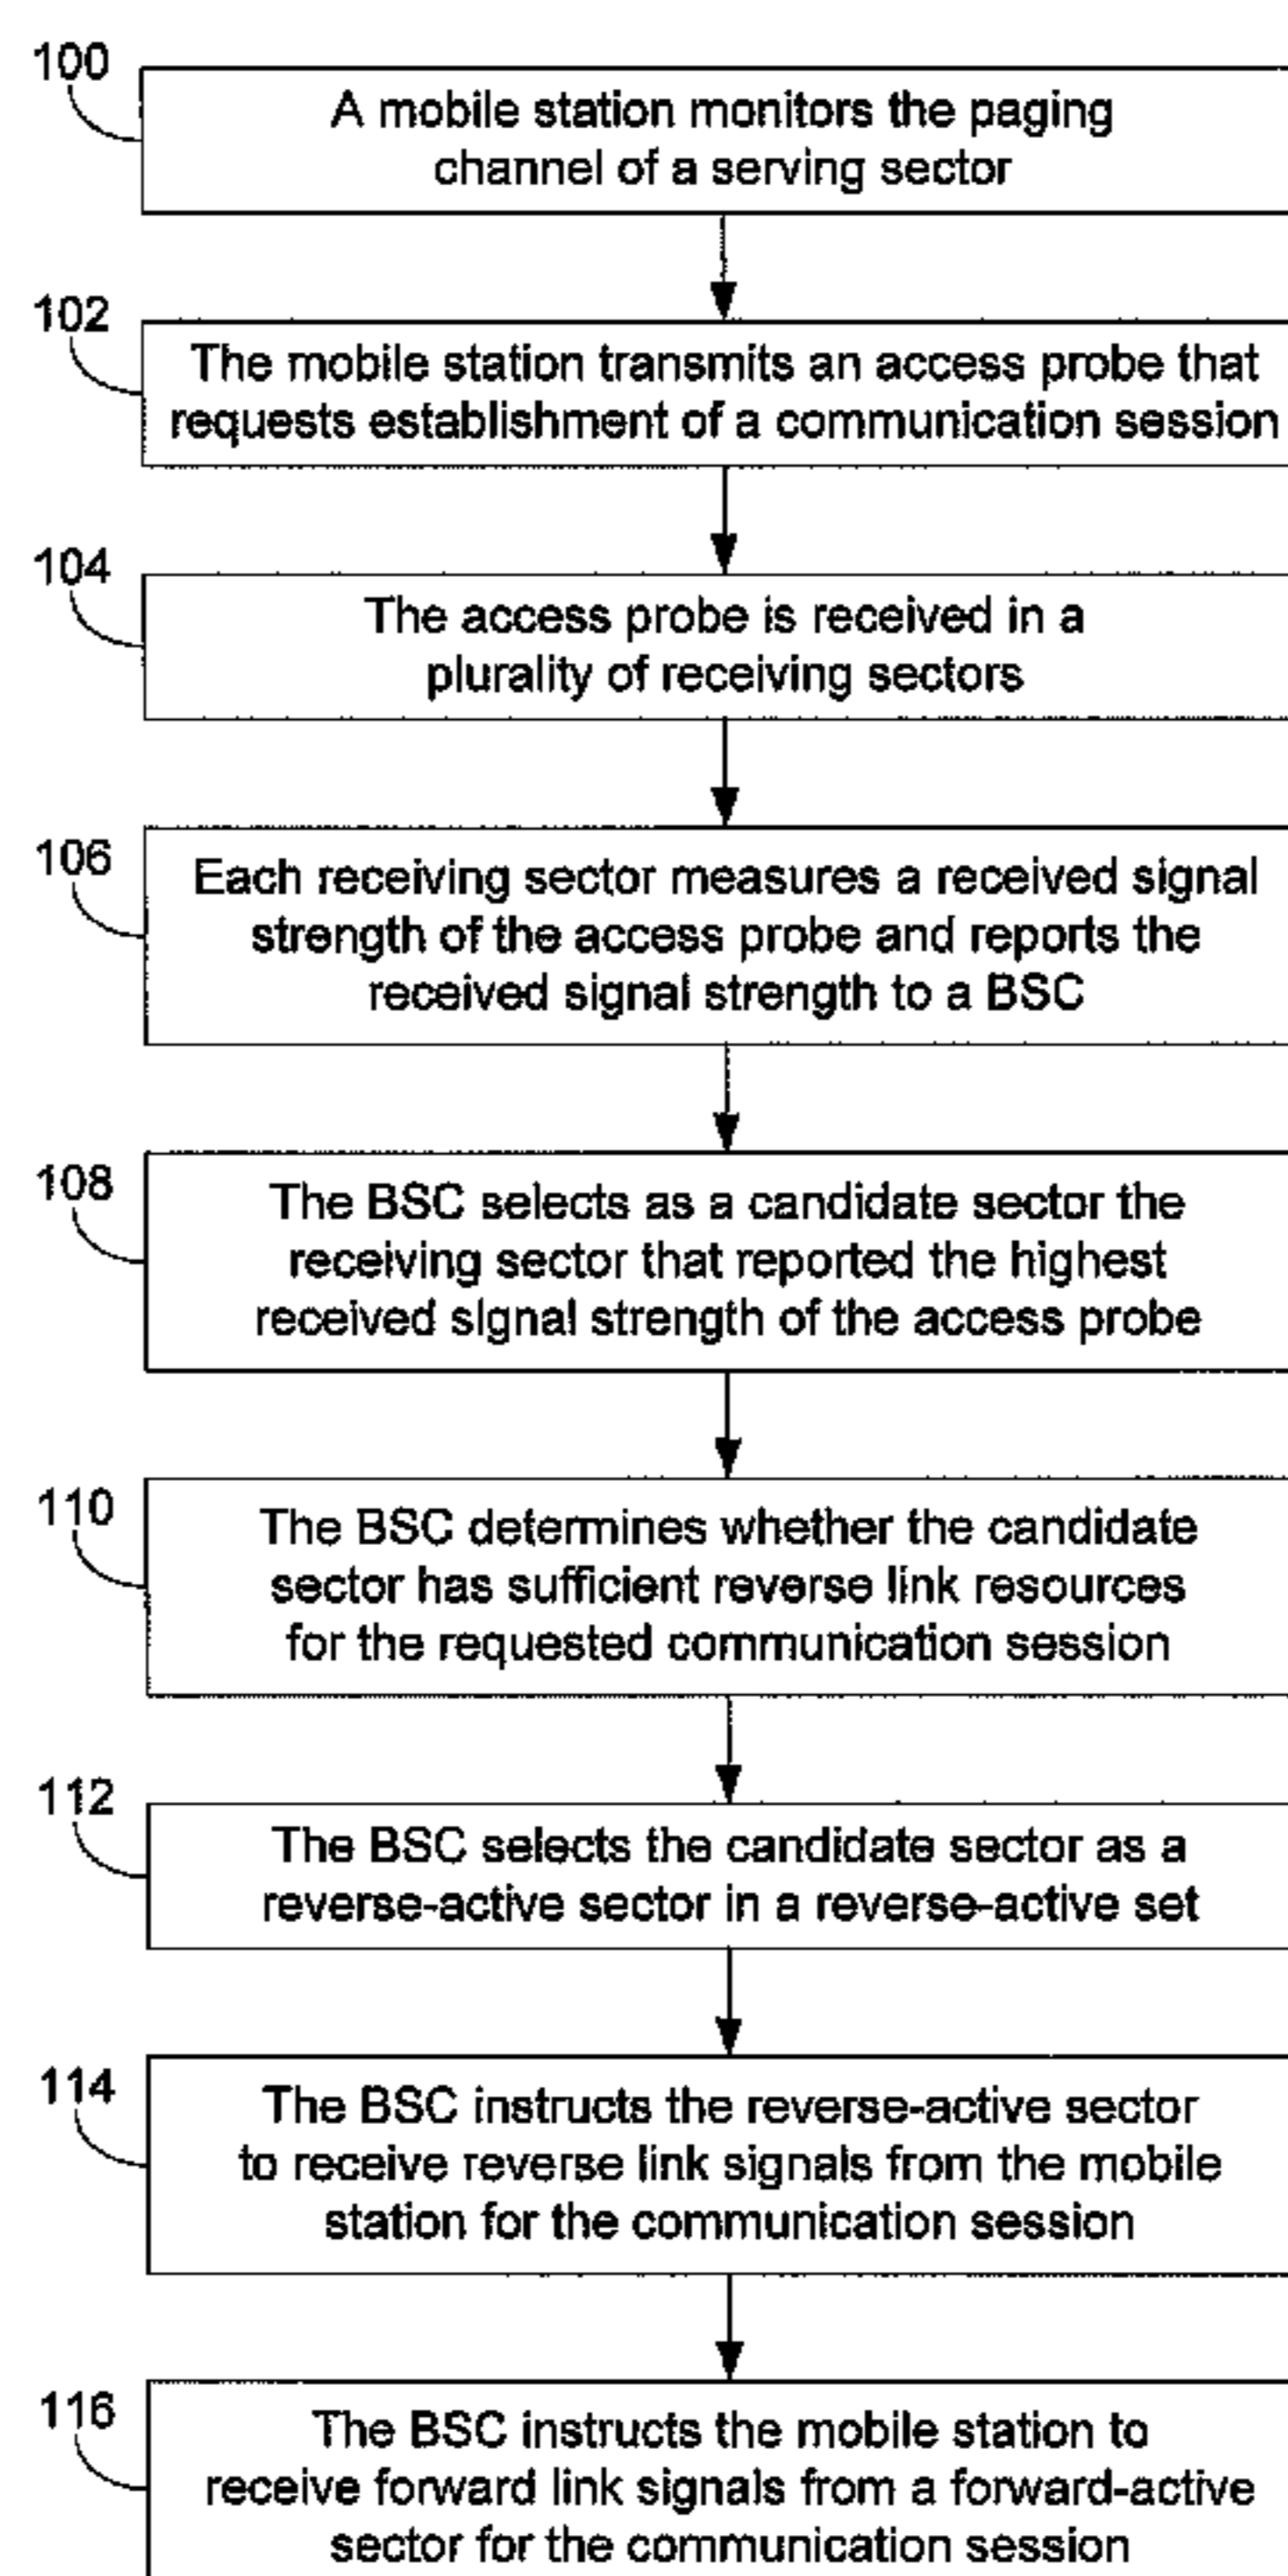 100
A mobile station monitors the paging
channel of a serving sector
102
The mobile station transmits an access probe that
requests establishment of a communication session
104
The access probe is received in a
plurality of receiving sectors
106
Each receiving sector measures a received signal
strength of the access probe and reports the
received signal strength to a BSC
108
The BSC selects as a candidate sector the
receiving sector that reported the highest
received signal strength of the access probe
110
The BSC determines whether the candidate
sector has sufficient reverse link resources
for the requested communication session
112
The BSC selects the candidate sector as a
reverse-active sector in a reverse-active set
114
The BSC instructs the reverse-active sector
to receive reverse link signals from the mobile
station for the communication session
116
The BSC instructs the mobile station to
receive forward link signals from a forward-active
sector for the communication session